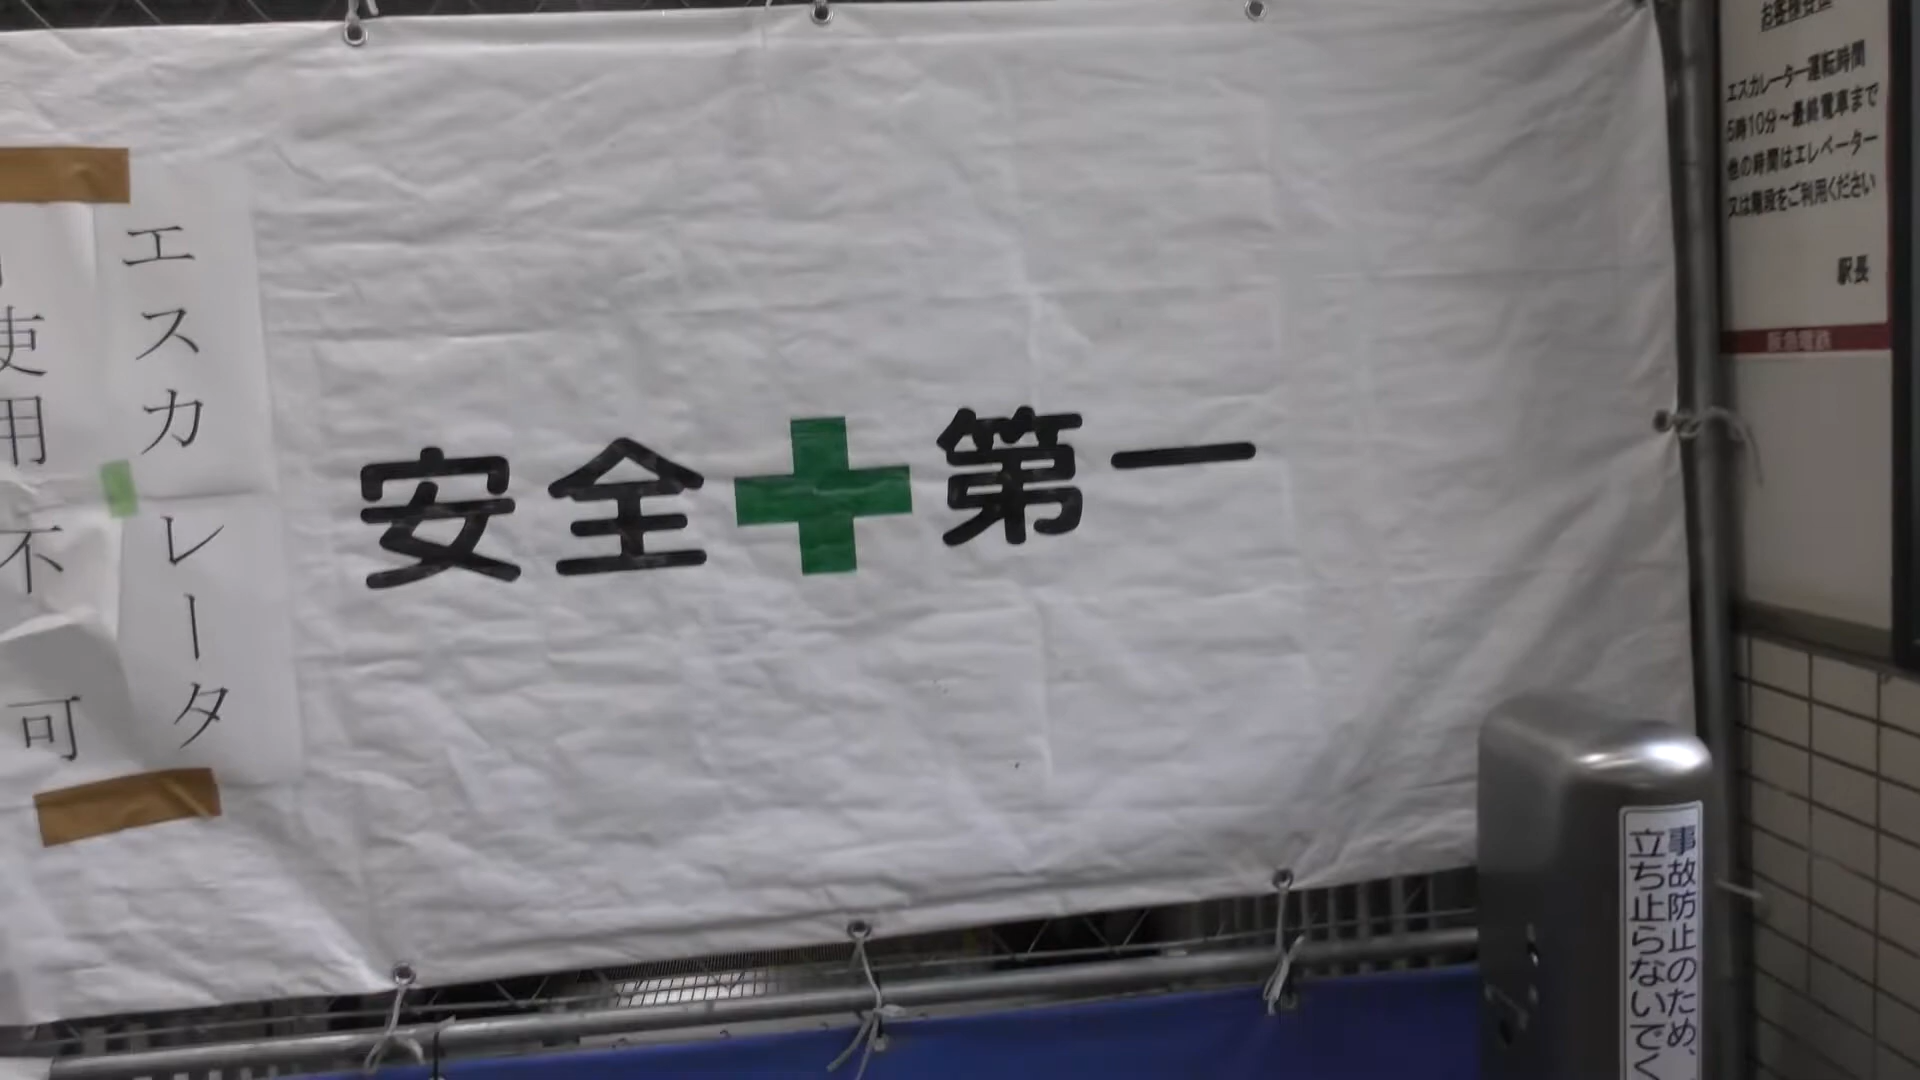 エスカレータ
使用不可
安全第一
エスカレーター運転時間
5時10分～最終電車まで
他の時間はエレベーター
又は階段をご利用ください
駅長
阪急電鉄
事故防止のため、
立ち止らないでく